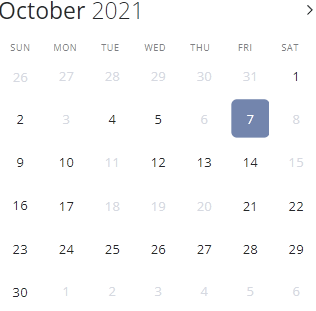 October 2021
SUN MON TUE WED THU FRI SAT
26 27 28 29 30 31 1
2 3 4 5 6 7 8
9 10 11 12 13 14 15
16 17 18 19 20 21 22
23 24 25 26 27 28 29
30 1 2 3 4 5 6